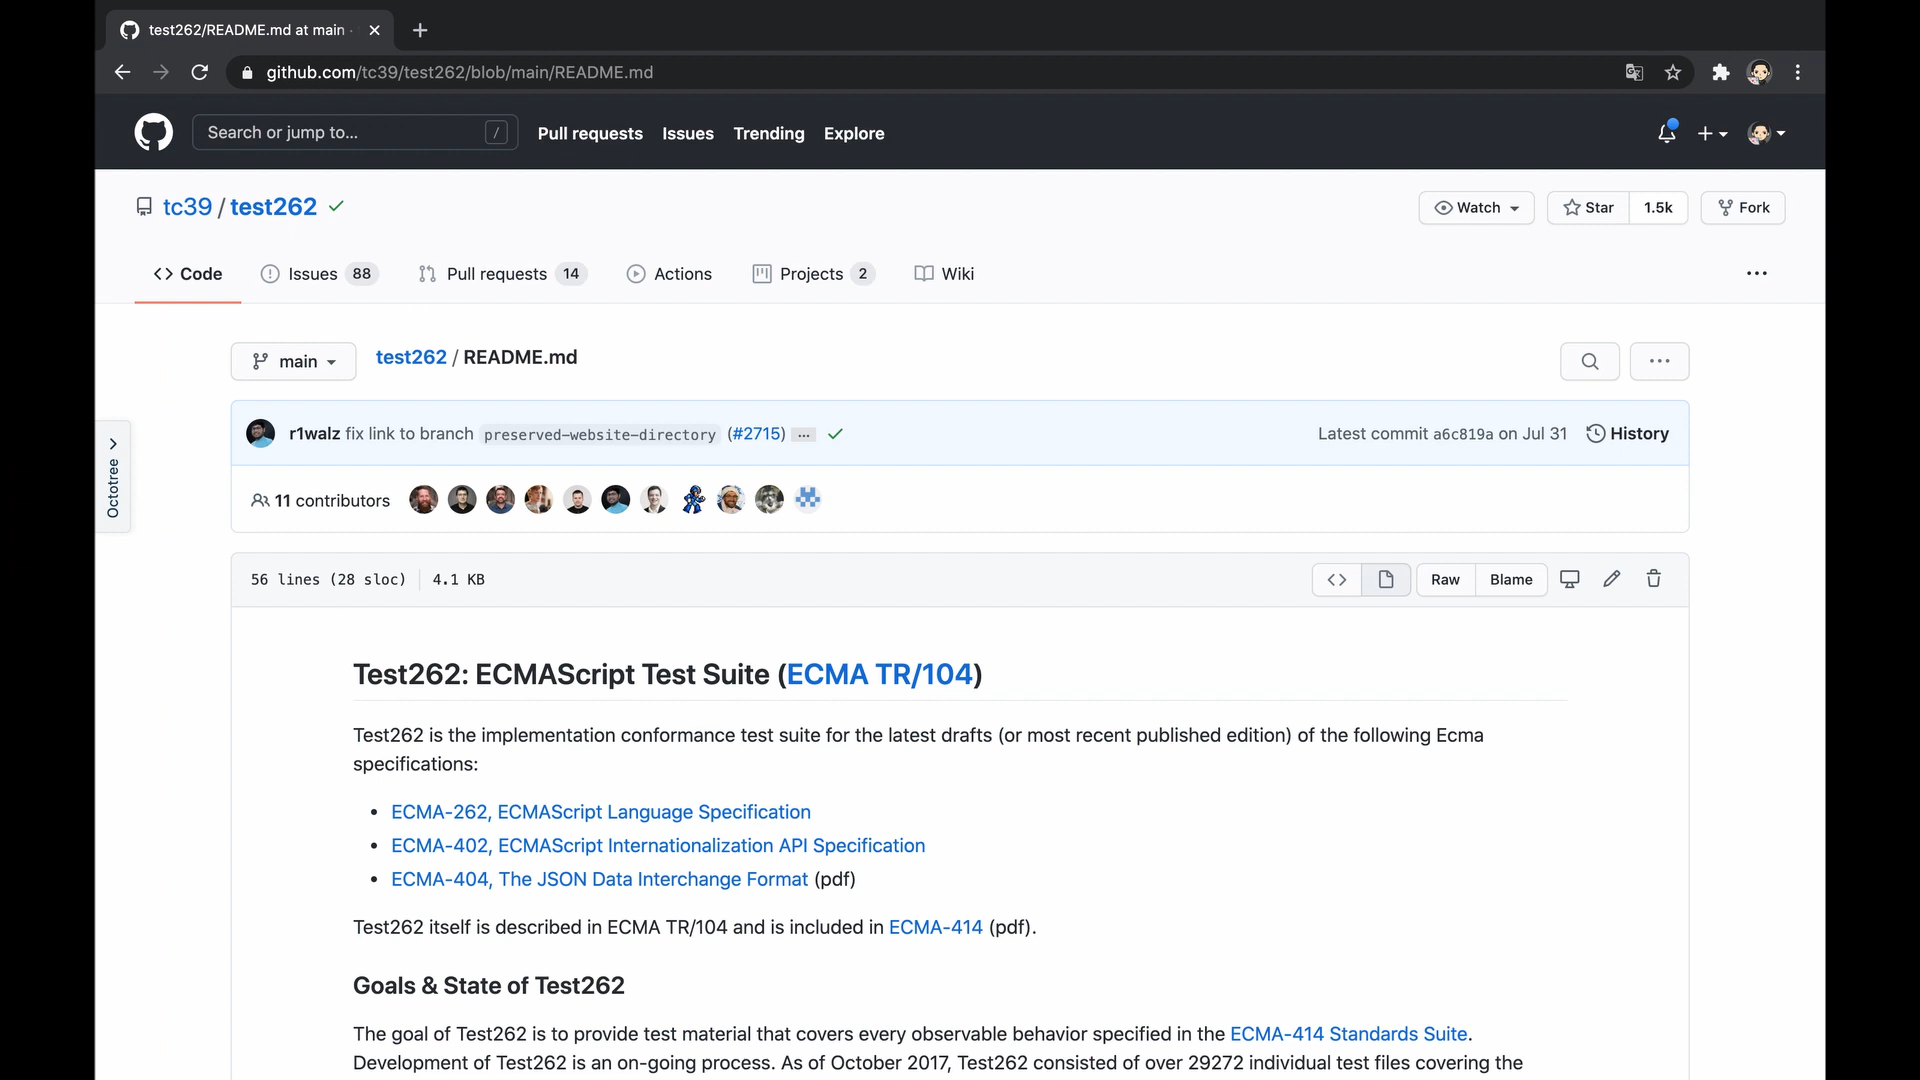 test262/README.md at main ·
github.com/tc39/test262/blob/main/README.md
Search or jump to... /
Pull requests Issues Trending Explore
tc39 / test262
Watch Star 1.5k Fork
Code Issues 88 Pull requests 14 Actions Projects 2 Wiki
main test262 / README.md
Octotree
r1walz fix link to branch preserved-website-directory (#2715) ... Latest commit a6c819a on Jul 31 History
11 contributors
56 lines (28 sloc) 4.1 KB Raw Blame
Test262: ECMAScript Test Suite (ECMA TR/104)
Test262 is the implementation conformance test suite for the latest drafts (or most recent published edition) of the following Ecma
specifications:
• ECMA-262, ECMAScript Language Specification
• ECMA-402, ECMAScript Internationalization API Specification
• ECMA-404, The JSON Data Interchange Format (pdf)
Test262 itself is described in ECMA TR/104 and is included in ECMA-414 (pdf).
Goals & State of Test262
The goal of Test262 is to provide test material that covers every observable behavior specified in the ECMA-414 Standards Suite.
Development of Test262 is an on-going process. As of October 2017, Test262 consisted of over 29272 individual test files covering the